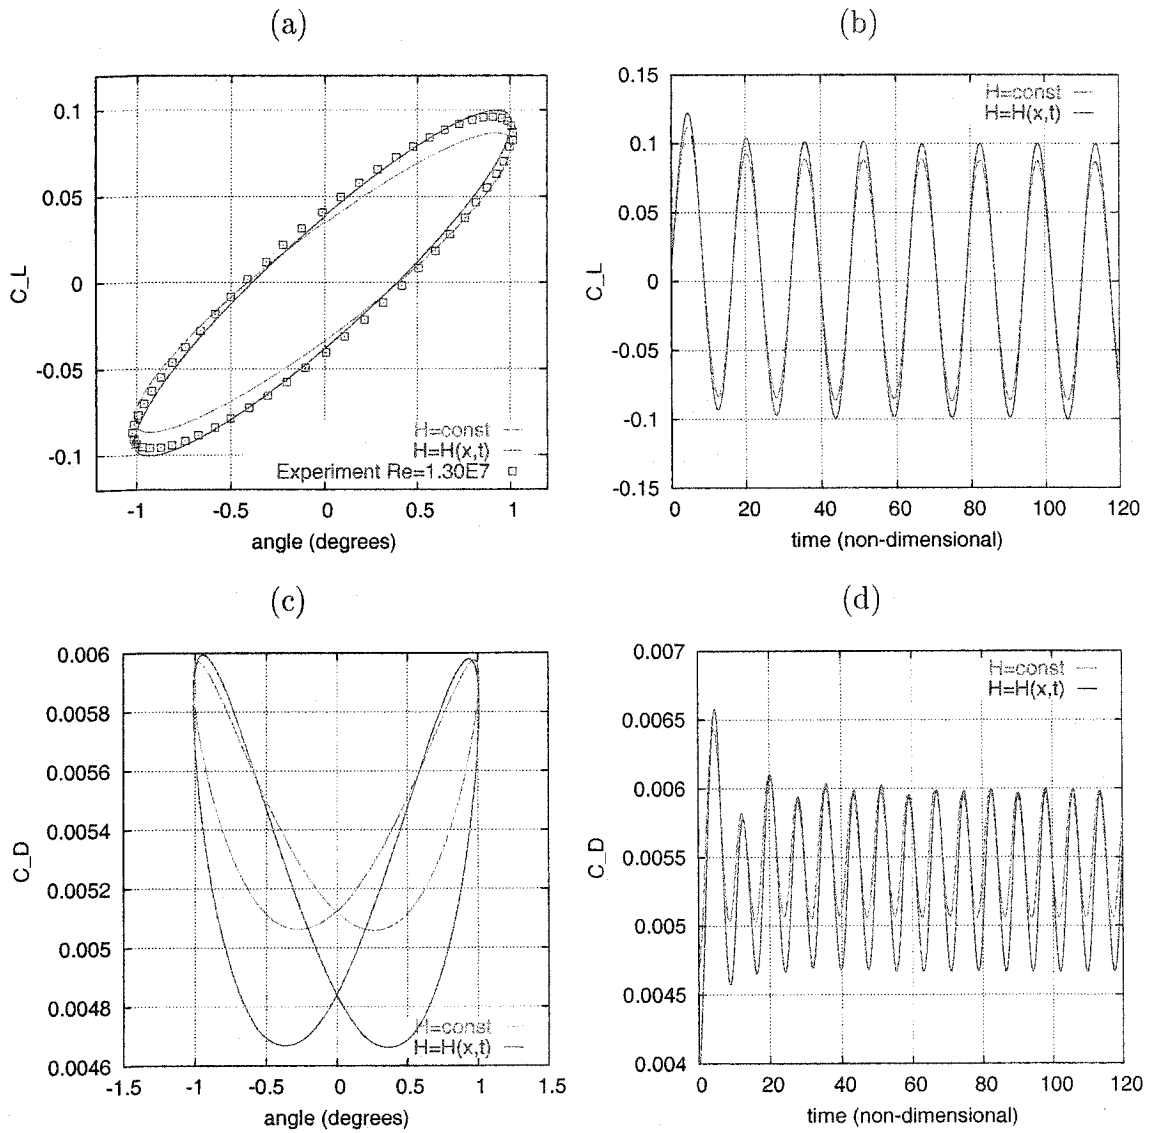 (a)
0.1
0.05
0
-0.05
-0.1
C_L
-1
-0.5
0
0.5
1
angle (degrees)
H=const
H=H(x,t)
Experiment Re=1.30E7
(b)
0.15
0.1
0.05
0
-0.05
-0.1
-0.15
C_L
0
20
40
60
80
100
120
time (non-dimensional)
H=const
H=H(x,t)
(c)
0.006
0.0058
0.0056
0.0054
0.0052
0.005
0.0048
0.0046
C_D
-1.5
-1
-0.5
0
0.5
1
1.5
angle (degrees)
H=const
H=H(x,t)
(d)
0.007
0.0065
0.006
0.0055
0.005
0.0045
0.004
C_D
0
20
40
60
80
100
120
time (non-dimensional)
H=const
H=H(x,t)